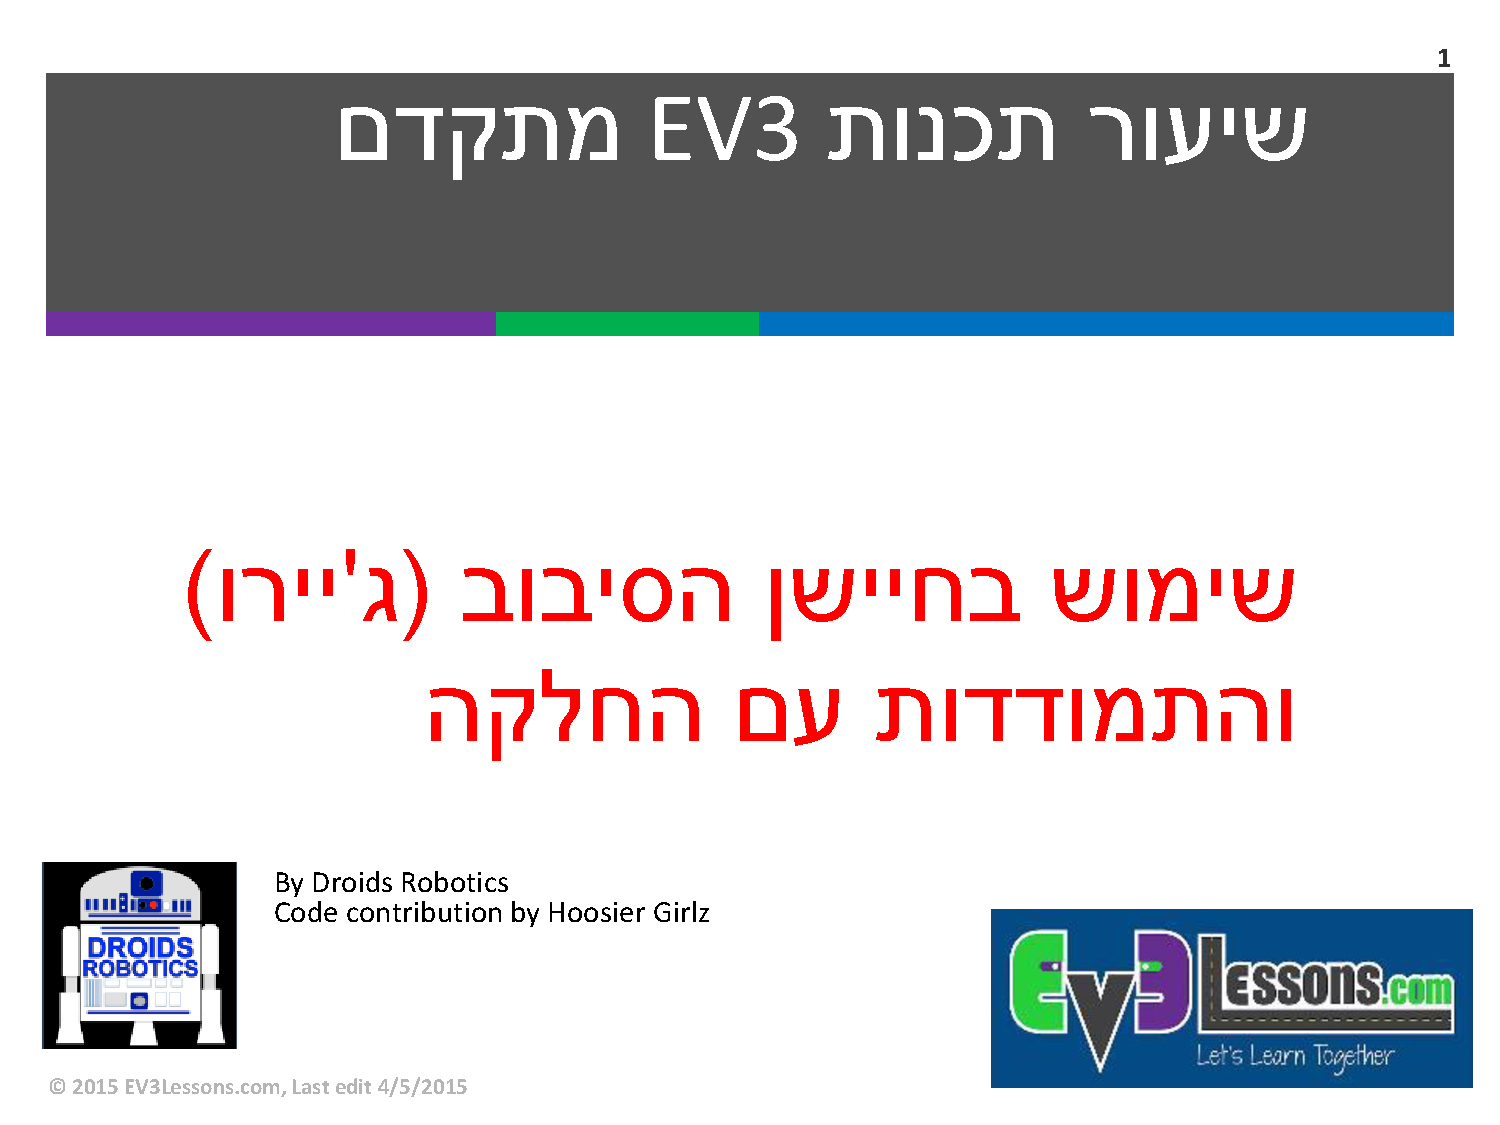 1
שיעור תכנות EV3 מתקדם
שימוש בחיישן הסיבוב (ג'יירו)
והתמודדות עם החלקה
By Droids Robotics
Code contribution by Hoosier Girlz
DROIDS
ROBOTICS
EV3Lessons.com
Let's Learn Together
© 2015 EV3Lessons.com, Last edit 4/5/2015